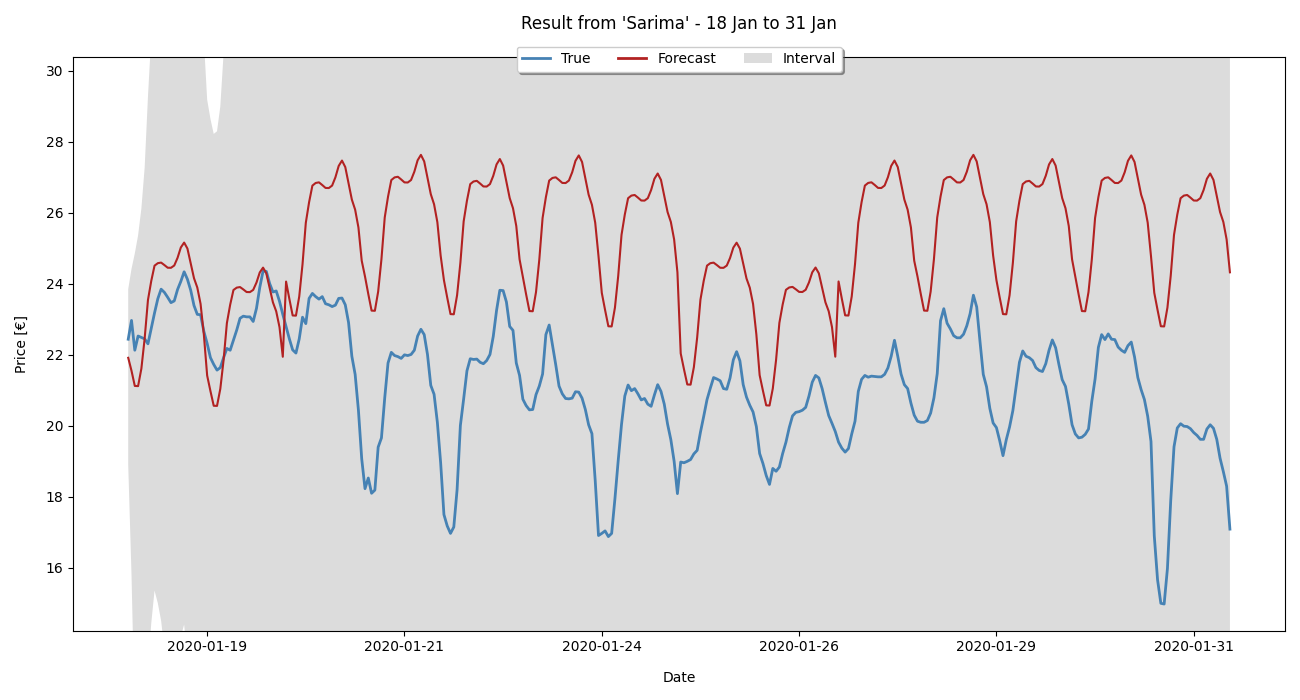 Result from 'Sarima' - 18 Jan to 31 Jan
True Forecast Interval
30
28
26
24
22
20
18
16
Price [€]
2020-01-19 2020-01-21 2020-01-24 2020-01-26 2020-01-29 2020-01-31
Date